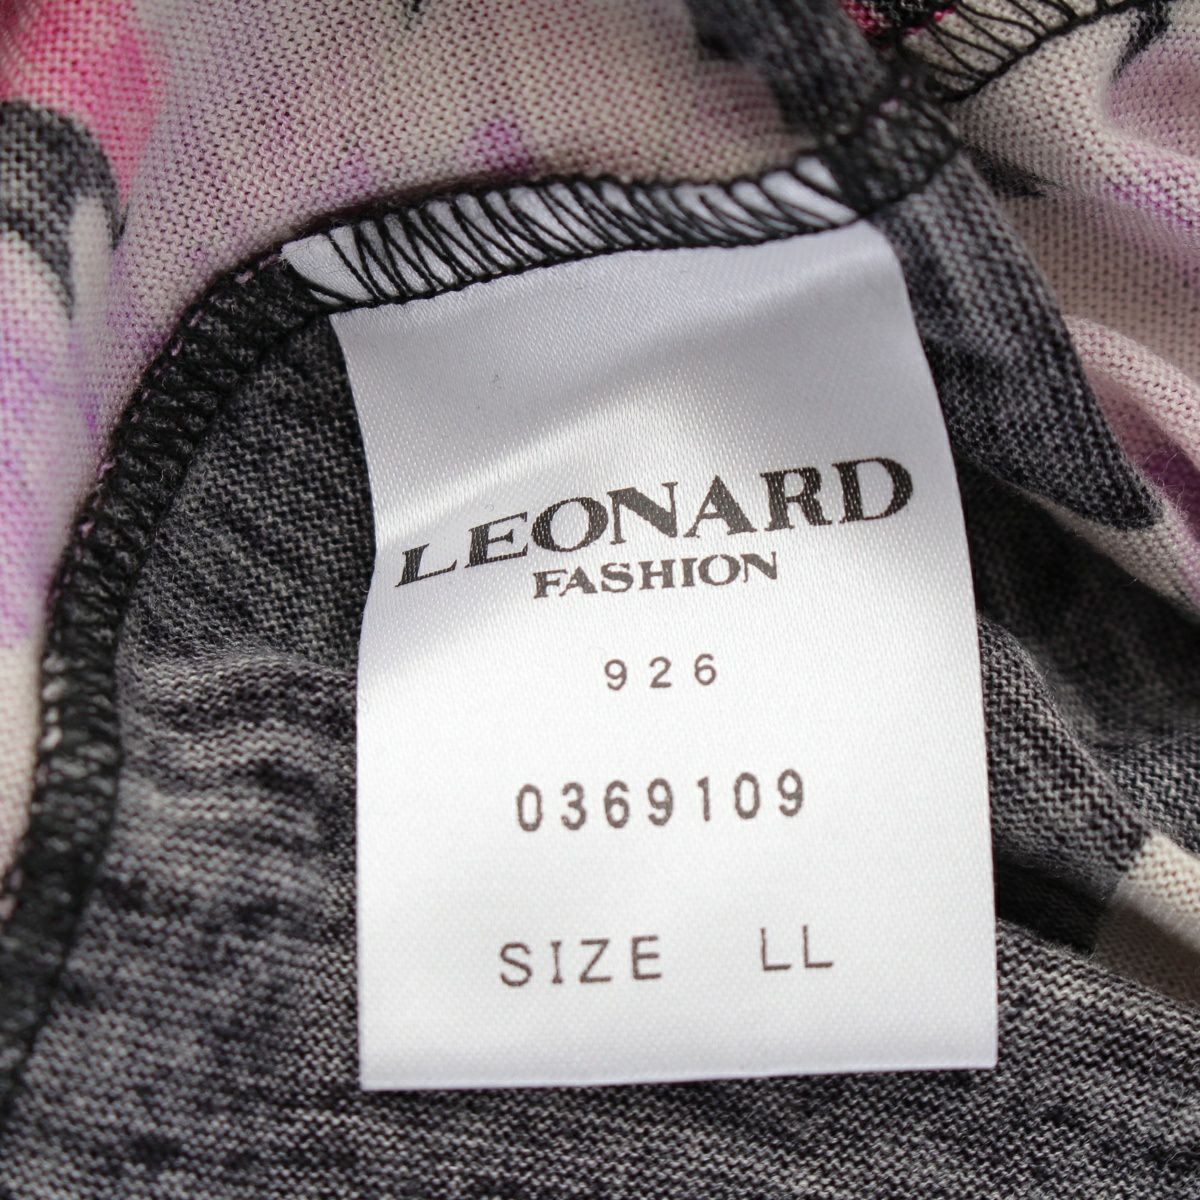 LEONARD
FASHION
926
0369109
SIZE LL